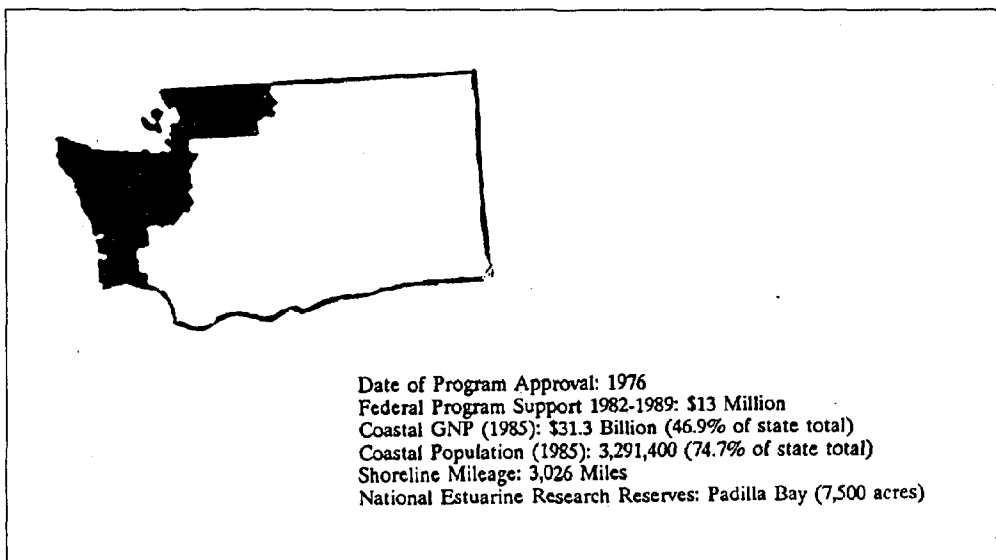 Date of Program Approval: 1976
Federal Program Support 1982-1989: $13 Million
Coastal GNP (1985): $31.3 Billion (46.9% of state total)
Coastal Population (1985): 3,291,400 (74.7% of state total)
Shoreline Mileage: 3,026 Miles
National Estuarine Research Reserves: Padilla Bay (7,500 acres)